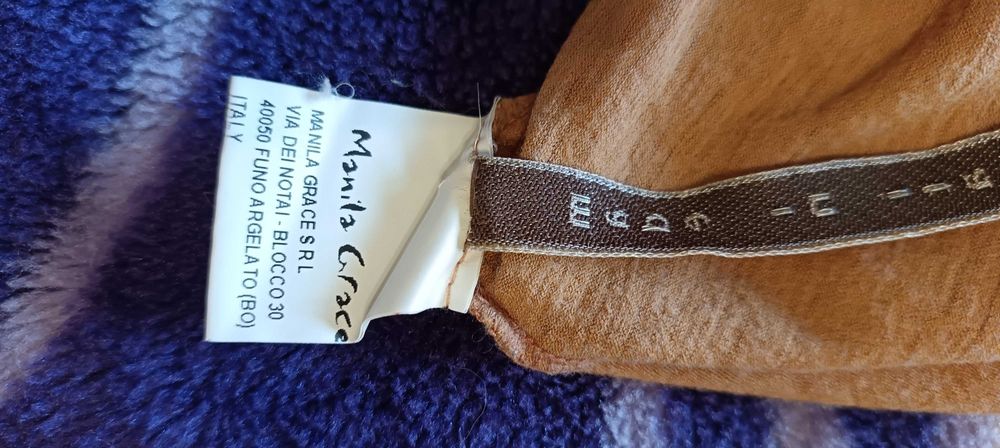 Manila Grace
MANILA GRACE S R L
VIA DEI NOTAI - BLOCCO 30
40050 FUNO ARGELATO (BO)
ITALY